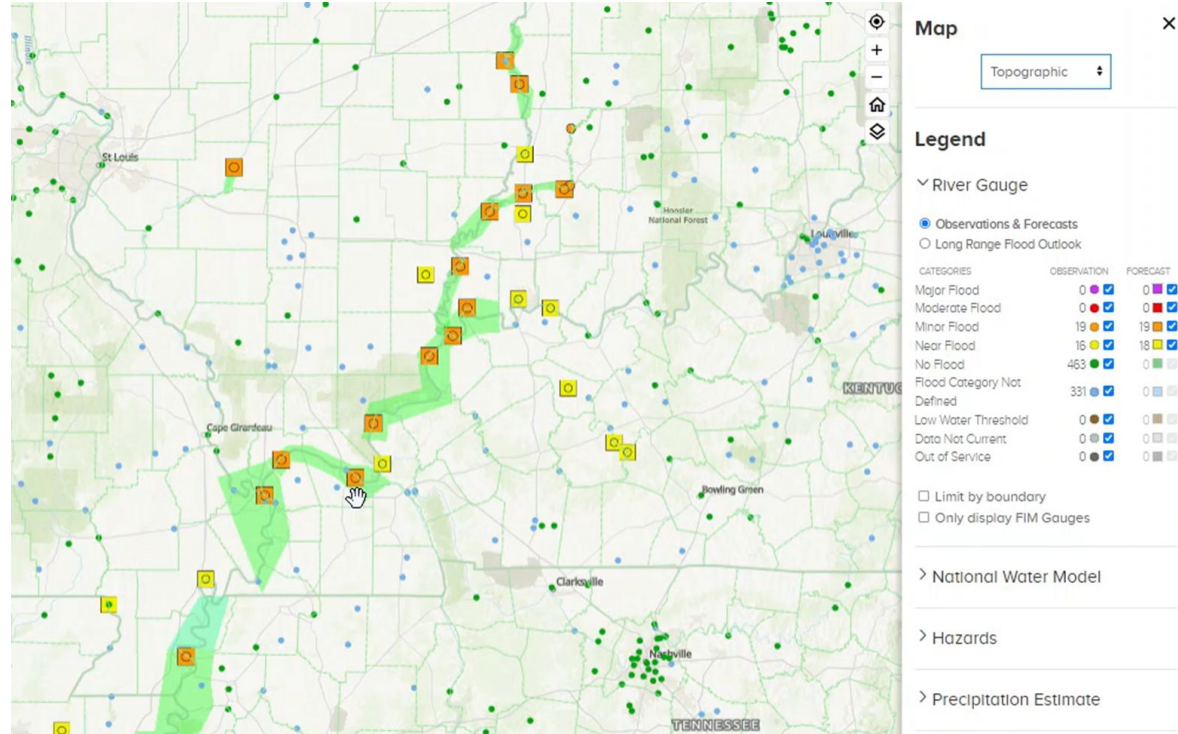 Map
Topographic
Legend
River Gauge
Observations & Forecasts
Long Range Flood Outlook
CATEGORIES OBSERVATION FORECAST
Major Flood 0 0
Moderate Flood 0 0
Minor Flood 19 19
Near Flood 16 18
No Flood 463 0
Flood Category Not
Defined 331 0
Low Water Threshold 0 0
Data Not Current 0 0
Out of Service 0 0
Limit by boundary
Only display FIM Gauges
National Water Model
Hazards
Precipitation Estimate
Illinois
St Louis
Hoosier
National Forest
Louisville
KENTUC
Cape Girardeau
Bowling Green
Clarksville
Nashville
TENNESSEE